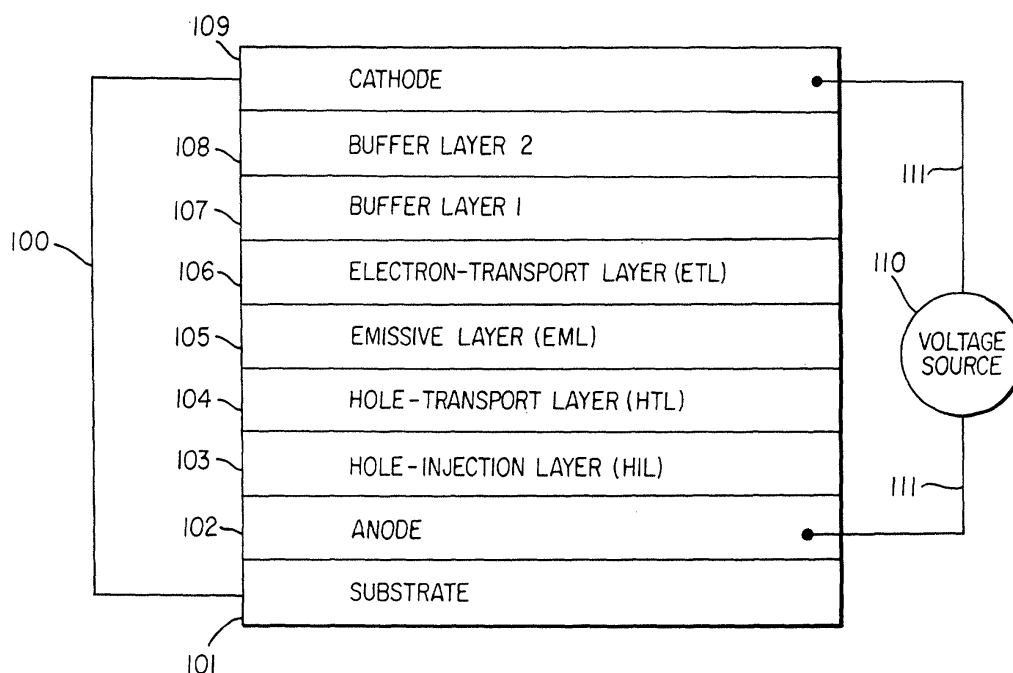 109
CATHODE
108
BUFFER LAYER 2
111
107
BUFFER LAYER 1
100
106
ELECTRON-TRANSPORT LAYER (ETL)
110
105
EMISSIVE LAYER (EML)
VOLTAGE
SOURCE
104
HOLE-TRANSPORT LAYER (HTL)
103
HOLE-INJECTION LAYER (HIL)
111
102
ANODE
SUBSTRATE
101